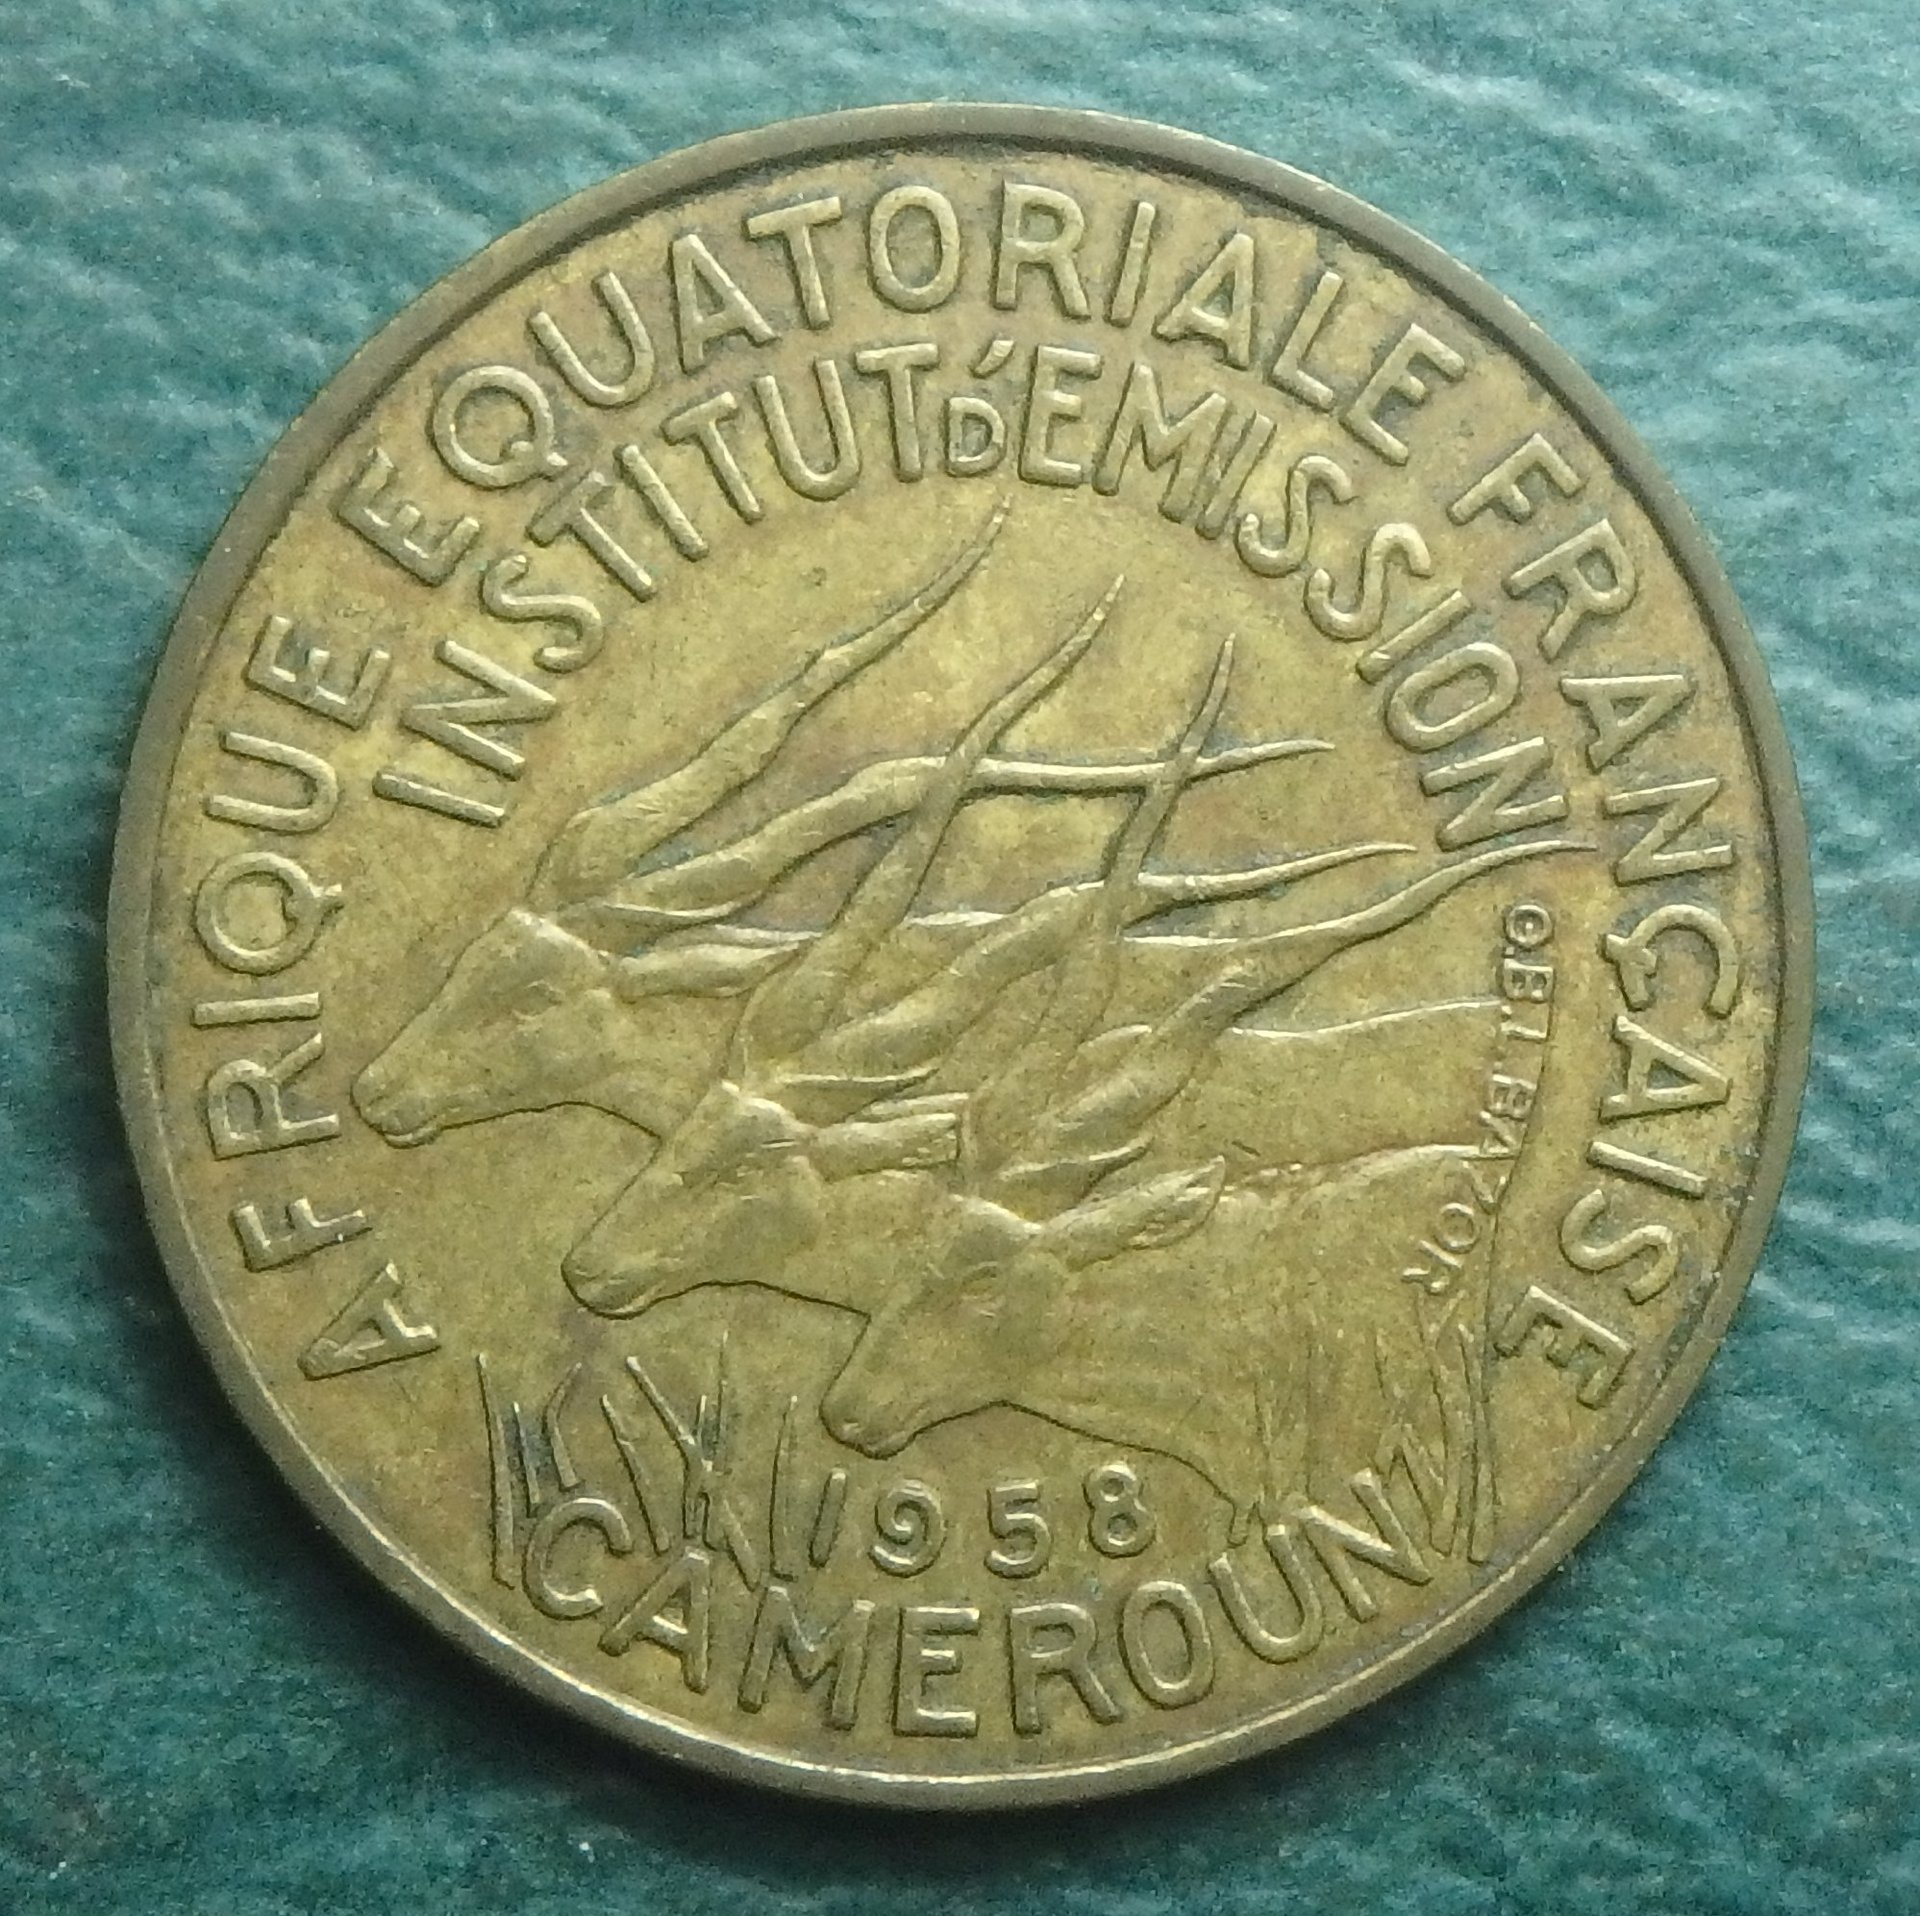 AFRIQUE EQUATORIALE FRANÇAISE
INSTITUT D'EMISSION
G.B.L. BAZOR
1958
CAMEROUN